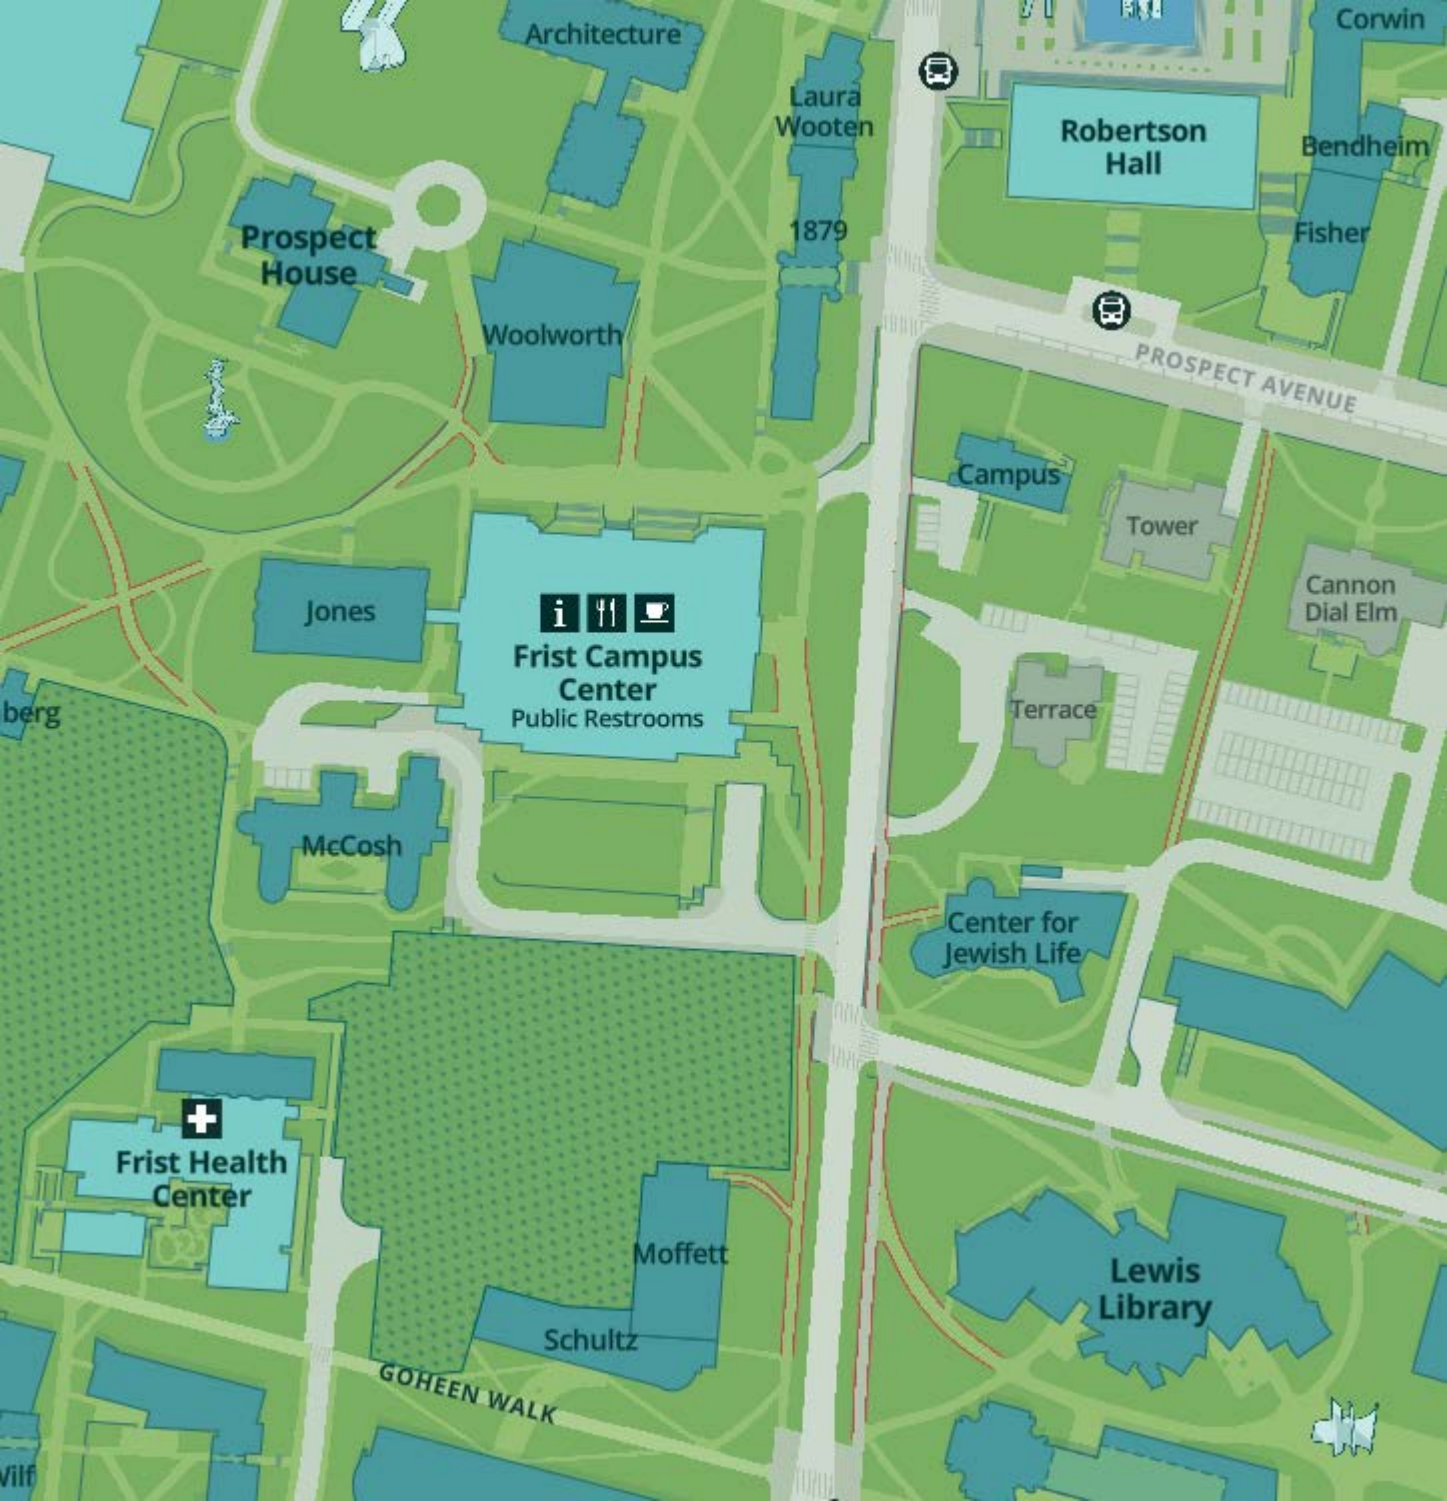 Architecture
Corwin
Laura
Wooten
Robertson
Hall
Bendheim
Prospect
House
1879
Fisher
Woolworth
PROSPECT AVENUE
Campus
Tower
Cannon
Dial Elm
Jones
i
Frist Campus
Center
Public Restrooms
Terrace
berg
McCosh
Center for
Jewish Life
Frist Health
Center
Moffett
Lewis
Library
Schultz
GOHEEN WALK
Wilf